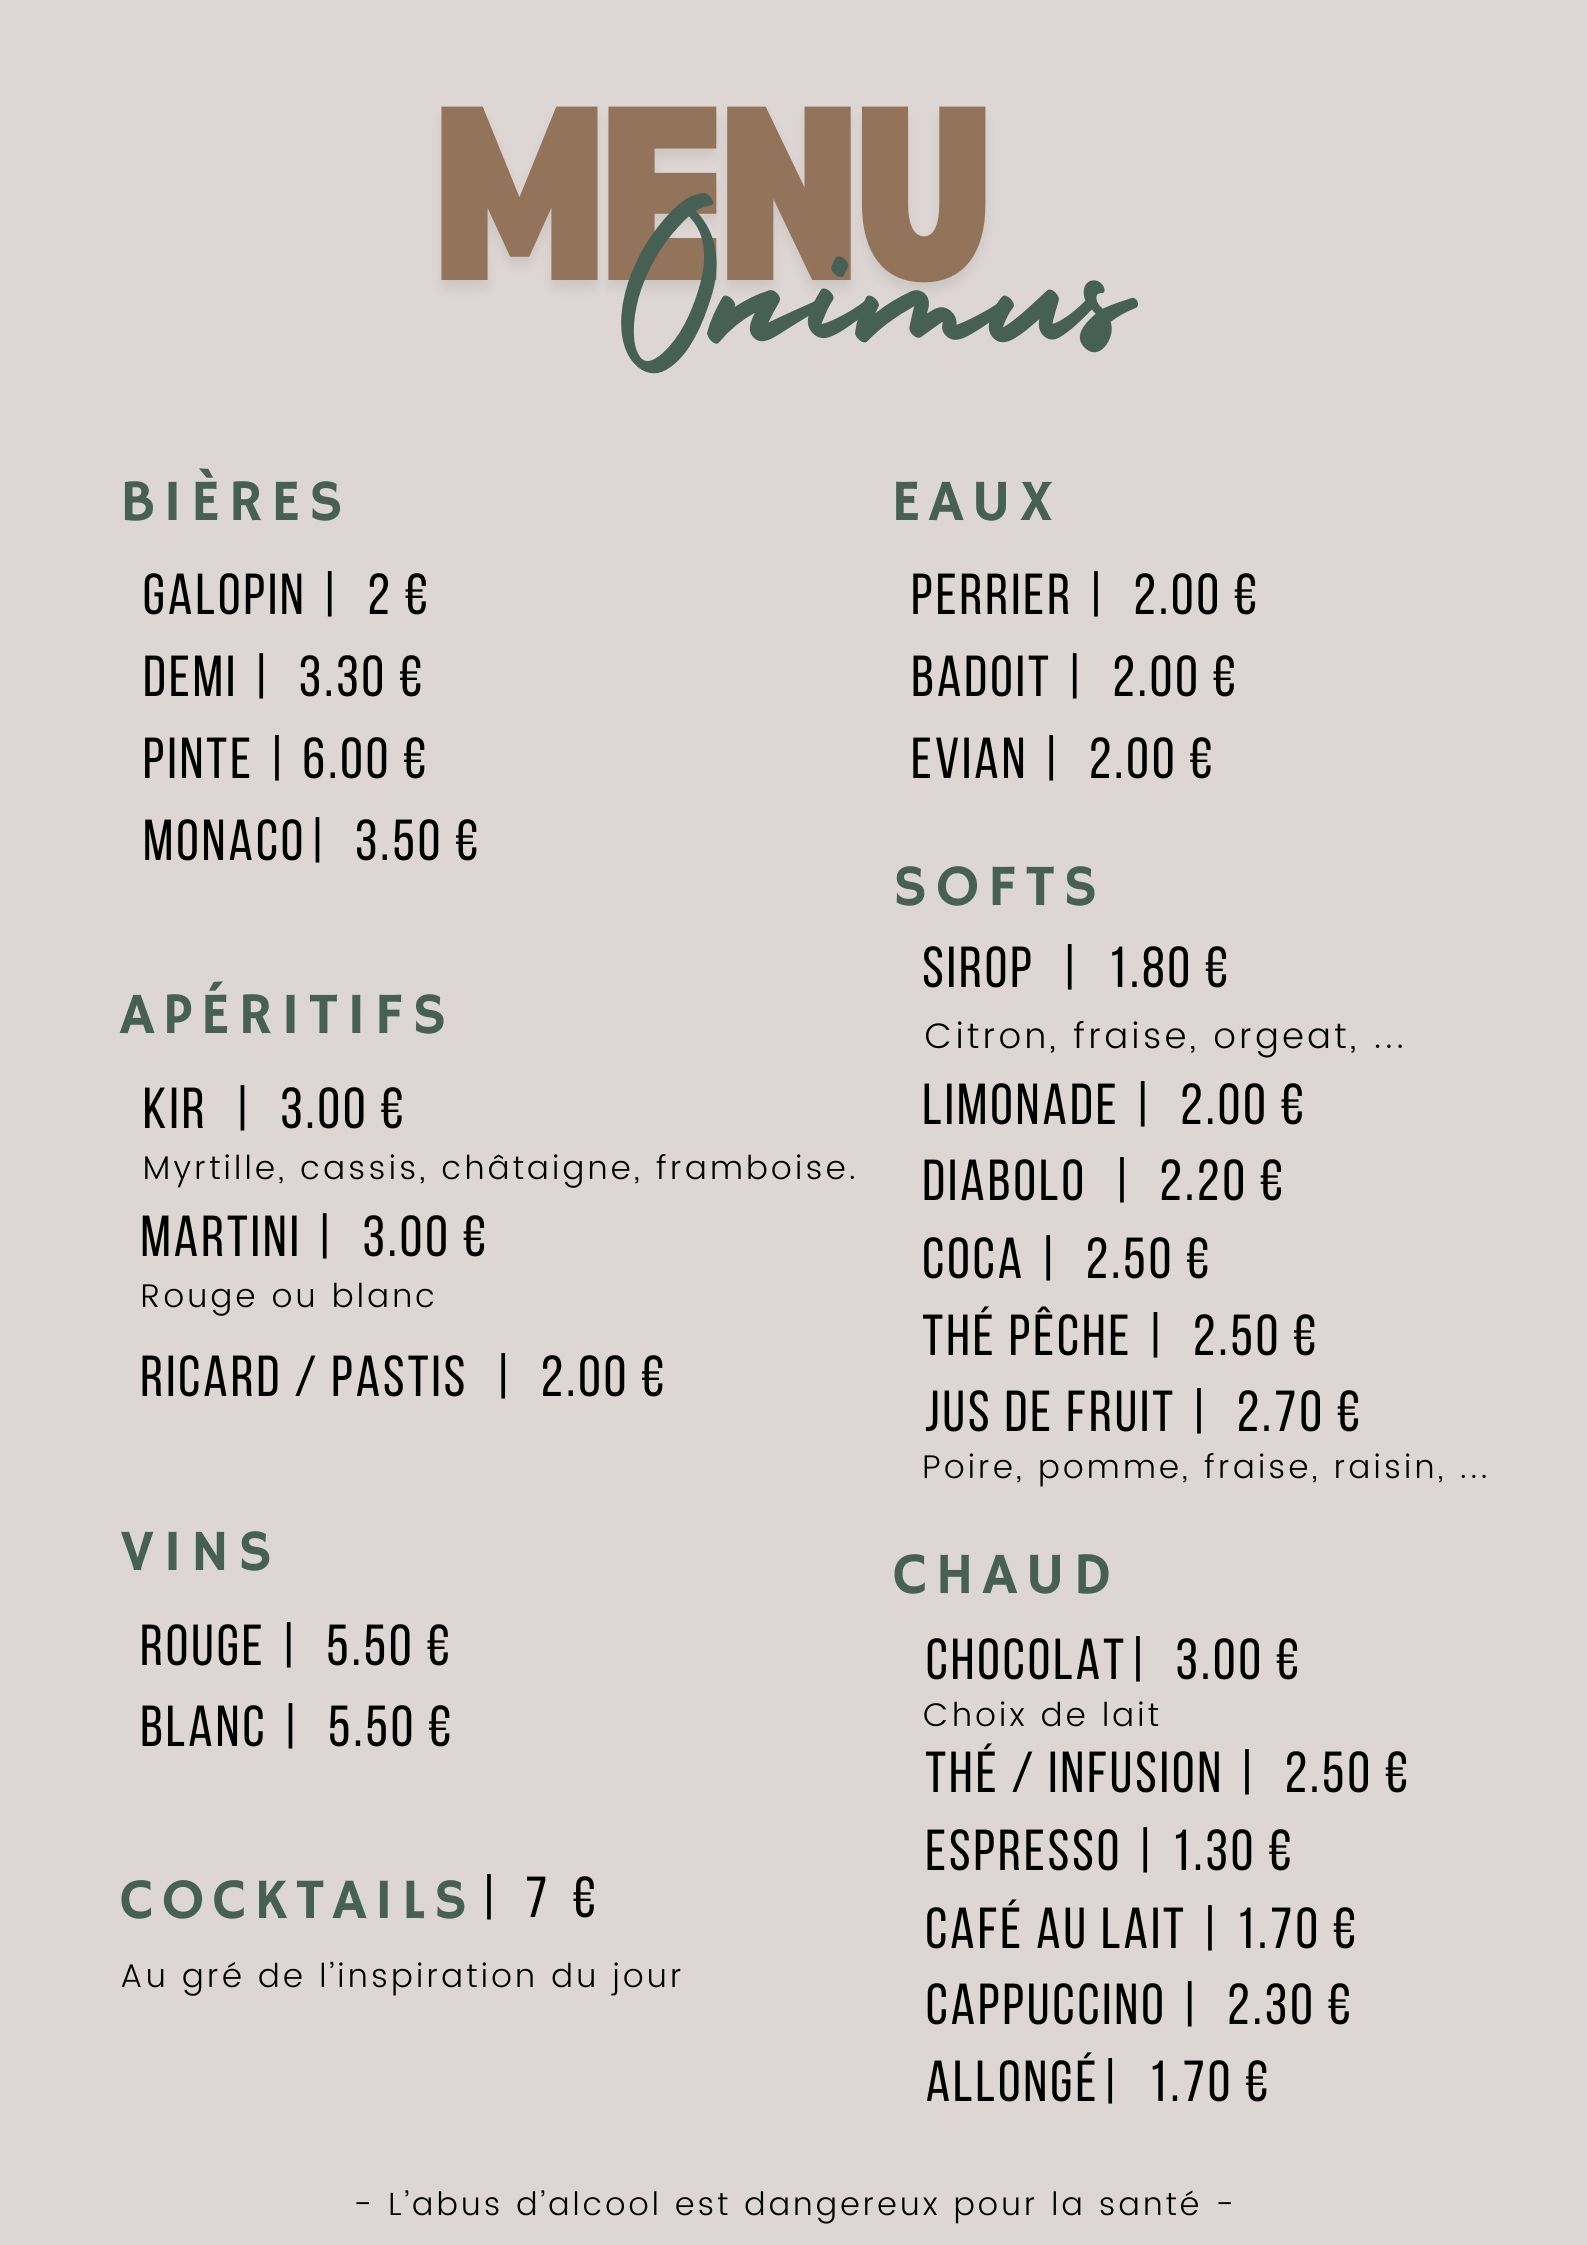 MENU
Onimus
BIÈRES
GALOPIN | 2 €
DEMI | 3.30 €
PINTE | 6.00 €
MONACO| 3.50 €
APÉRITIFS
KIR | 3.00 €
Myrtille, cassis, châtaigne, framboise.
MARTINI | 3.00 €
Rouge ou blanc
RICARD / PASTIS | 2.00 €
VINS
ROUGE | 5.50 €
BLANC | 5.50 €
COCKTAILS | 7 €
Au gré de l'inspiration du jour
EAUX
PERRIER | 2.00 €
BADOIT | 2.00 €
EVIAN | 2.00 €
SOFTS
SIROP | 1.80 €
Citron, fraise, orgeat, ...
LIMONADE | 2.00 €
DIABOLO | 2.20 €
COCA | 2.50 €
THÉ PÊCHE | 2.50 €
JUS DE FRUIT | 2.70 €
Poire, pomme, fraise, raisin, ...
CHAUD
CHOCOLAT| 3.00 €
Choix de lait
THÉ / INFUSION | 2.50 €
ESPRESSO | 1.30 €
CAFÉ AU LAIT | 1.70 €
CAPPUCCINO | 2.30 €
ALLONGÉ| 1.70 €
- L'abus d'alcool est dangereux pour la santé -